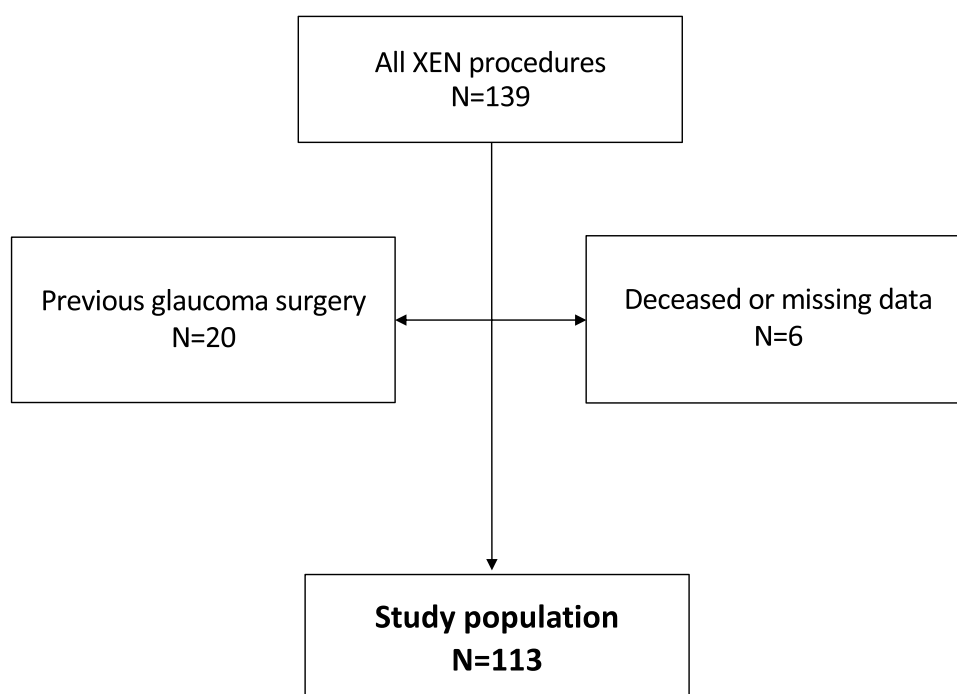 All XEN procedures
N=139
Previous glaucoma surgery
N=20
Deceased or missing data
N=6
Study population
N=113